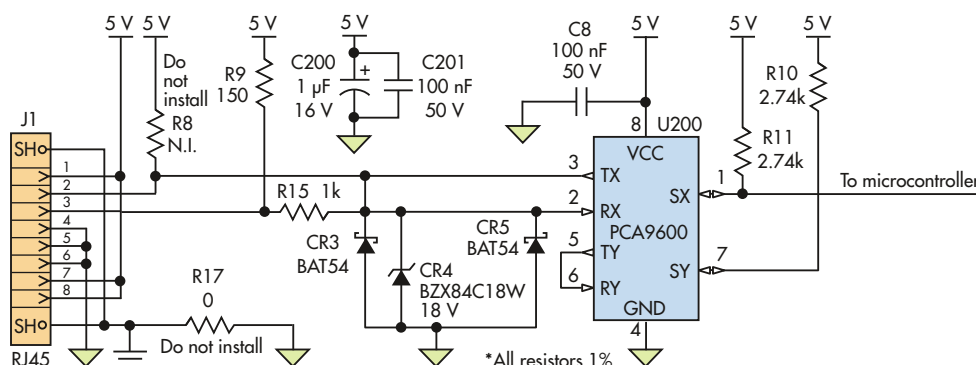 5 V
5 V
5 V
5 V
5 V
5 V
5 V
Do
not
install
R8
N.I.
R9
150
C200
1 µF
16 V
+
C201
100 nF
50 V
C8
100 nF
50 V
R10
2.74k
R11
2.74k
J1
SH
1
2
3
4
5
6
7
8
SH
RJ45
R15 1k
R17
0
Do not install
CR3
BAT54
CR4
BZX84C18W
18 V
CR5
BAT54
8 U200
VCC
3 TX
2 RX
PCA9600
5 TY
6 RY
SX 1
SY 7
GND
4
To microcontroller
*All resistors 1%